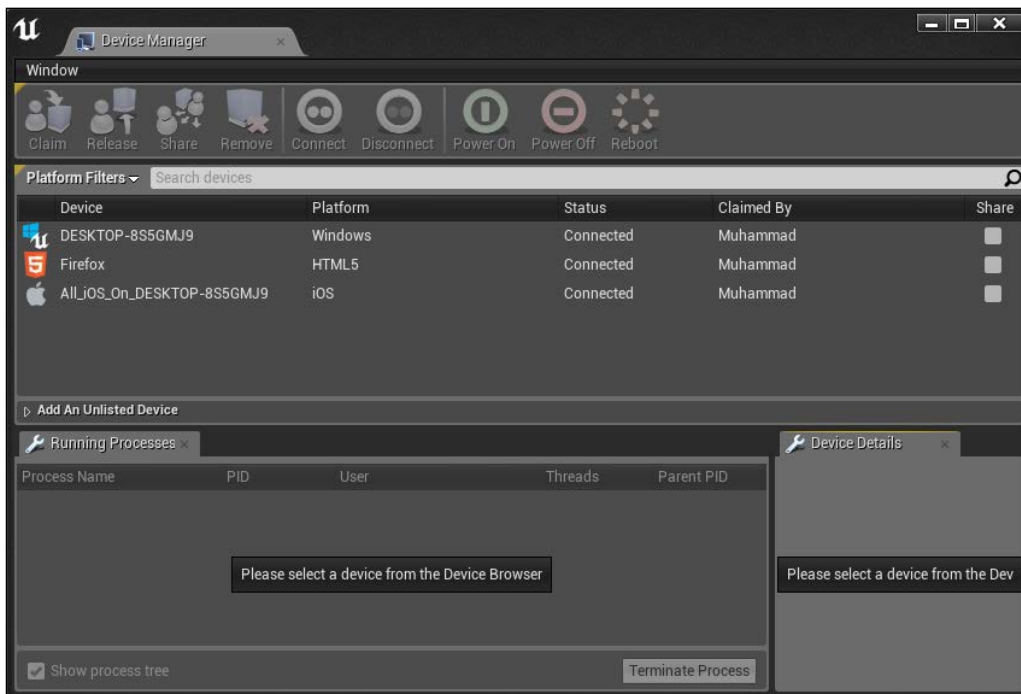 Device Manager
Window
Claim Release Share Remove Connect Disconnect Power On Power Off Reboot
Platform Filters Search devices
Device Platform Status Claimed By Share
DESKTOP-8S5GMJ9 Windows Connected Muhammad
Firefox HTML5 Connected Muhammad
All_iOS_On_DESKTOP-8S5GMJ9 iOS Connected Muhammad
Add An Unlisted Device
Running Processes
Process Name PID User Threads Parent PID
Please select a device from the Device Browser
Show process tree Terminate Process
Device Details
Please select a device from the Dev